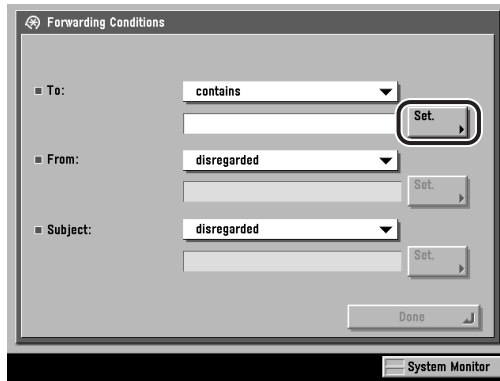 Forwarding Conditions
To:
contains
Set.
From:
disregarded
Set.
Subject:
disregarded
Set.
Done
System Monitor